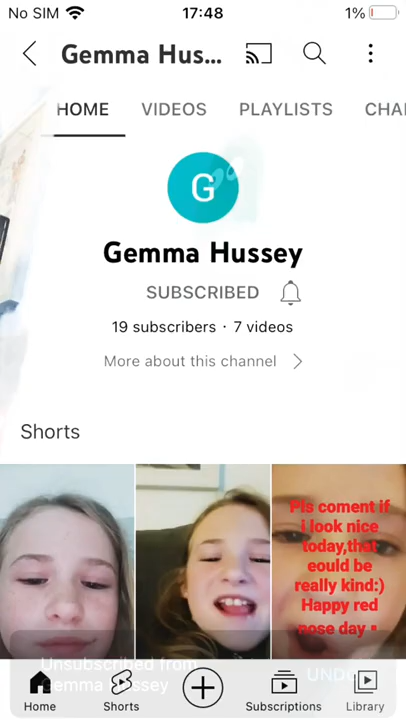 No SIM 17:48 1%
Gemma Hus...
HOME VIDEOS PLAYLISTS CHA
G
Gemma Hussey
SUBSCRIBED
19 subscribers · 7 videos
More about this channel
Shorts
Pls coment if
i look nice
today,that
eould be
really kind:)
Happy red
nose day
Unsubscribed from
Gemma Hussey
UNDO
Home Shorts Subscriptions Library